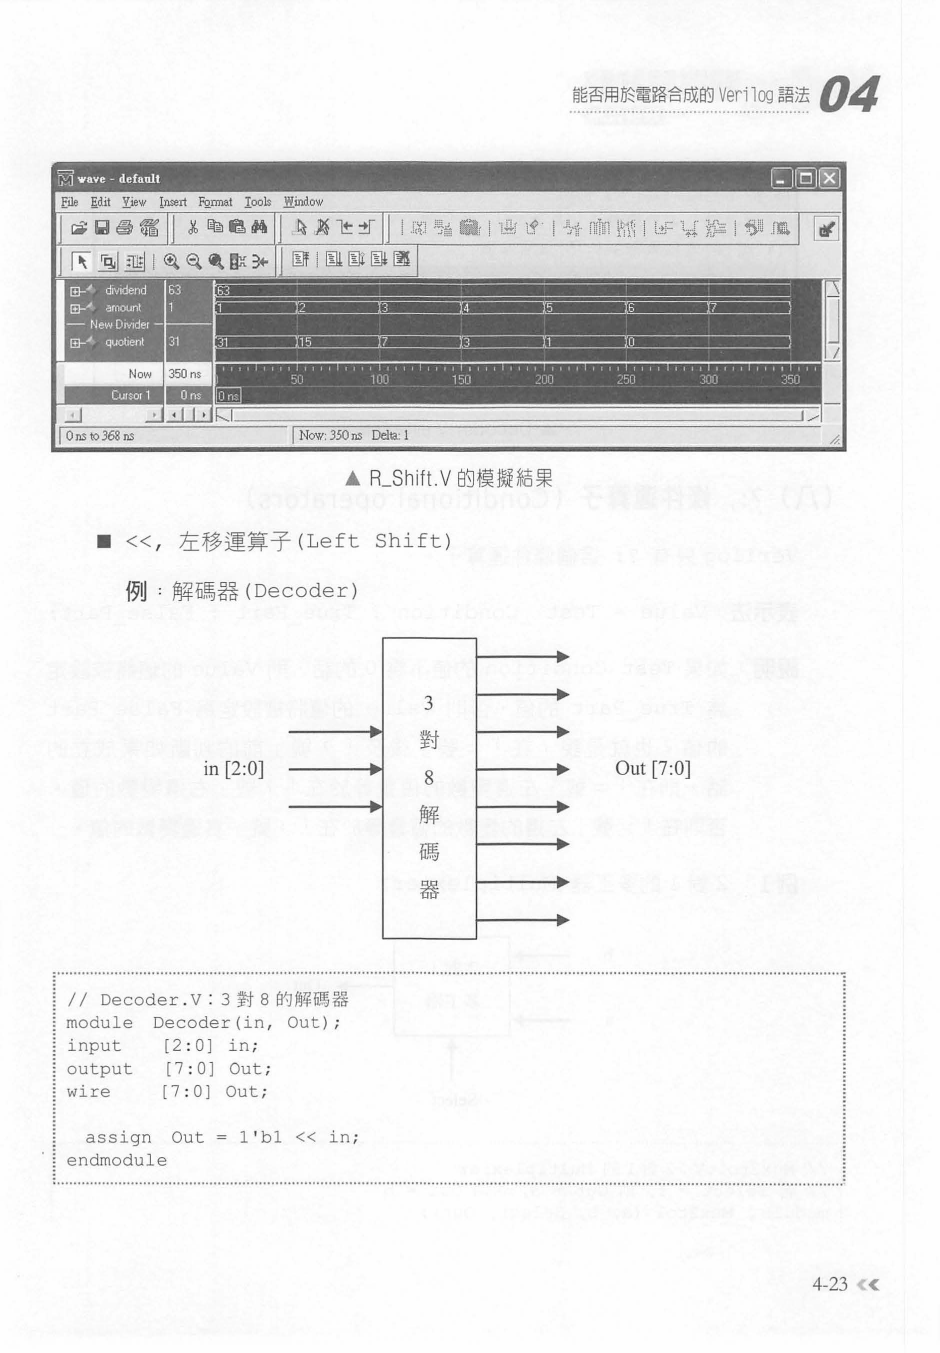 能否用於電路合成的 Verilog 語法 04
wave - default
File Edit View Insert Format Tools Window
dividend 63 63
amount 1 1 2 3 4 5 6 7
New Divider
quotient 31 31 15 7 3 1 0
Now 350 ns 50 100 150 200 250 300 350
Cursor 1 0 ns 0 ns
0 ns to 368 ns Now: 350 ns Delta: 1
▲ R_Shift.V 的模擬結果
■ <<, 左移運算子(Left Shift)
例：解碼器(Decoder)
in [2:0]
3
對
8
解
碼
器
Out [7:0]
// Decoder.V：3 對 8 的解碼器
module Decoder(in, Out);
input [2:0] in;
output [7:0] Out;
wire [7:0] Out;
assign Out = 1'b1 << in;
endmodule
4-23